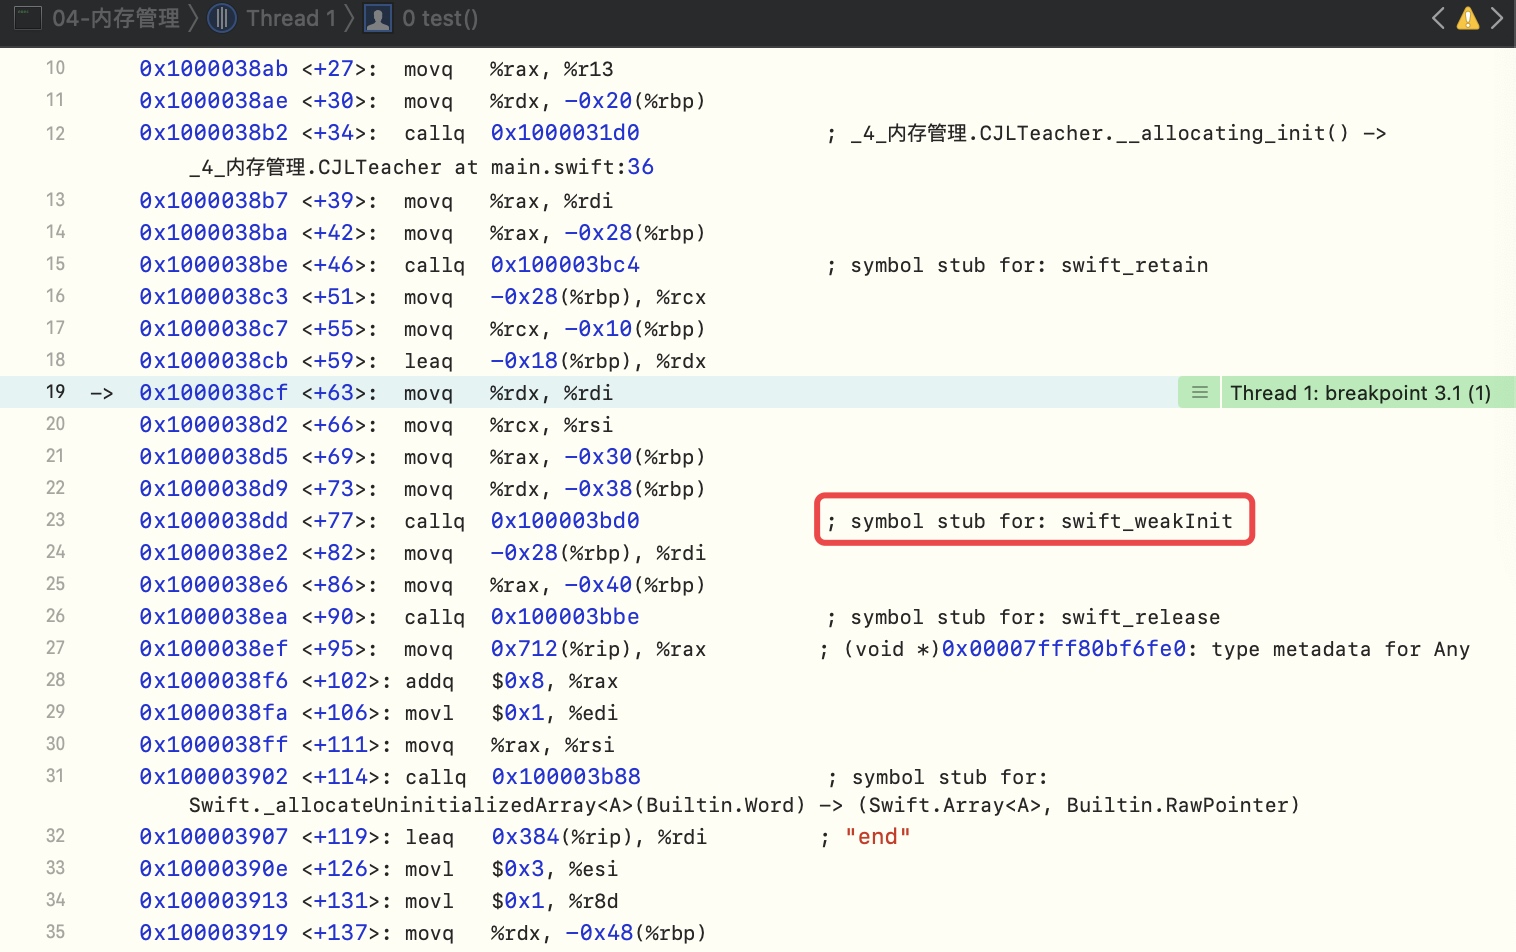 04-内存管理 Thread 1 0 test()
10 0x1000038ab <+27>: movq %rax, %r13
11 0x1000038ae <+30>: movq %rdx, -0x20(%rbp)
12 0x1000038b2 <+34>: callq 0x1000031d0 ; _4_内存管理.CJLTeacher.__allocating_init() ->
_4_内存管理.CJLTeacher at main.swift:36
13 0x1000038b7 <+39>: movq %rax, %rdi
14 0x1000038ba <+42>: movq %rax, -0x28(%rbp)
15 0x1000038be <+46>: callq 0x100003bc4 ; symbol stub for: swift_retain
16 0x1000038c3 <+51>: movq -0x28(%rbp), %rcx
17 0x1000038c7 <+55>: movq %rcx, -0x10(%rbp)
18 0x1000038cb <+59>: leaq -0x18(%rbp), %rdx
19 -> 0x1000038cf <+63>: movq %rdx, %rdi Thread 1: breakpoint 3.1 (1)
20 0x1000038d2 <+66>: movq %rcx, %rsi
21 0x1000038d5 <+69>: movq %rax, -0x30(%rbp)
22 0x1000038d9 <+73>: movq %rdx, -0x38(%rbp)
23 0x1000038dd <+77>: callq 0x100003bd0 ; symbol stub for: swift_weakInit
24 0x1000038e2 <+82>: movq -0x28(%rbp), %rdi
25 0x1000038e6 <+86>: movq %rax, -0x40(%rbp)
26 0x1000038ea <+90>: callq 0x100003bbe ; symbol stub for: swift_release
27 0x1000038ef <+95>: movq 0x712(%rip), %rax ; (void *)0x00007fff80bf6fe0: type metadata for Any
28 0x1000038f6 <+102>: addq $0x8, %rax
29 0x1000038fa <+106>: movl $0x1, %edi
30 0x1000038ff <+111>: movq %rax, %rsi
31 0x100003902 <+114>: callq 0x100003b88 ; symbol stub for:
Swift._allocateUninitializedArray<A>(Builtin.Word) -> (Swift.Array<A>, Builtin.RawPointer)
32 0x100003907 <+119>: leaq 0x384(%rip), %rdi ; "end"
33 0x10000390e <+126>: movl $0x3, %esi
34 0x100003913 <+131>: movl $0x1, %r8d
35 0x100003919 <+137>: movq %rdx, -0x48(%rbp)